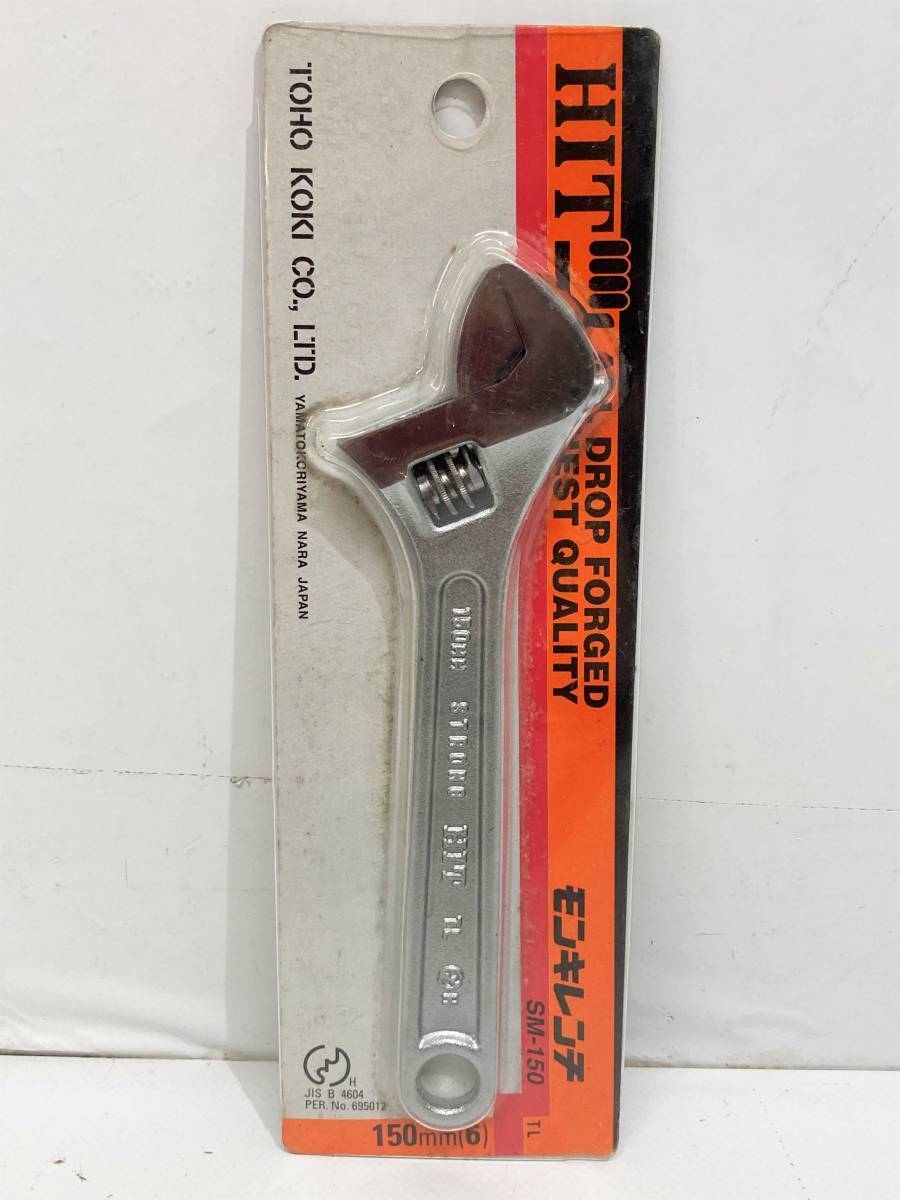 HIT
DROP FORGED
QUALITY
モンキレンチ
SM-150
TL
TOHO KOKI CO., LTD.
YAMATOKORIYAMA NARA JAPAN
150mm STRONG HIT TL H
H
JIS B 4604
PER. No. 695012
150mm(6)